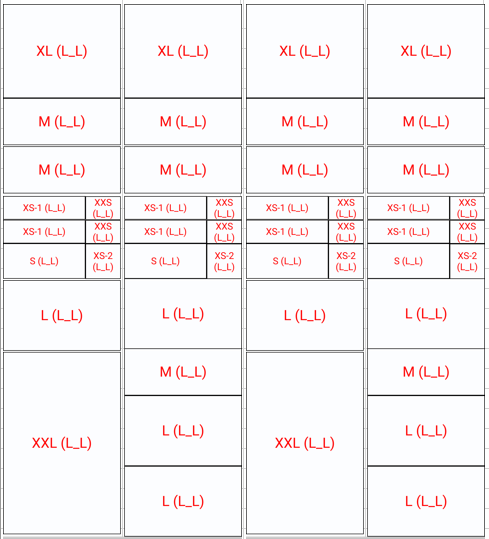 XL (L_L) XL (L_L) XL (L_L) XL (L_L)
M (L_L) M (L_L) M (L_L) M (L_L)
M (L_L) M (L_L) M (L_L) M (L_L)
XS-1 (L_L) XXS (L_L) XS-1 (L_L) XXS (L_L) XS-1 (L_L) XXS (L_L) XS-1 (L_L) XXS (L_L)
XS-1 (L_L) XXS (L_L) XS-1 (L_L) XXS (L_L) XS-1 (L_L) XXS (L_L) XS-1 (L_L) XXS (L_L)
S (L_L) XS-2 (L_L) S (L_L) XS-2 (L_L) S (L_L) XS-2 (L_L) S (L_L) XS-2 (L_L)
L (L_L) L (L_L) L (L_L) L (L_L)
M (L_L) M (L_L)
XXL (L_L) L (L_L) XXL (L_L) L (L_L)
L (L_L) L (L_L)